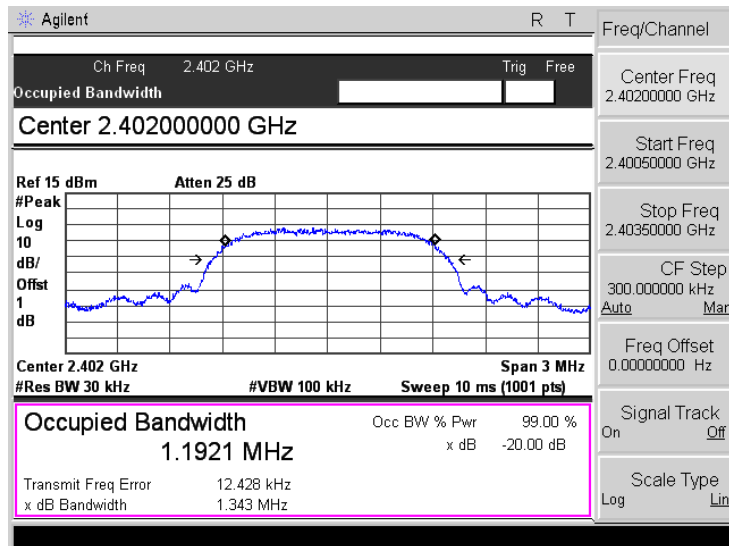 Agilent R T
Ch Freq 2.402 GHz Trig Free
Occupied Bandwidth
Center 2.402000000 GHz
Ref 15 dBm Atten 25 dB
#Peak
Log
10
dB/
Offst
1
dB
Center 2.402 GHz Span 3 MHz
#Res BW 30 kHz #VBW 100 kHz Sweep 10 ms (1001 pts)
Occupied Bandwidth Occ BW % Pwr 99.00 %
1.1921 MHz x dB -20.00 dB
Transmit Freq Error 12.428 kHz
x dB Bandwidth 1.343 MHz
Freq/Channel
Center Freq
2.40200000 GHz
Start Freq
2.40050000 GHz
Stop Freq
2.40350000 GHz
CF Step
300.000000 kHz
Auto Man
Freq Offset
0.00000000 Hz
Signal Track
On Off
Scale Type
Log Lin